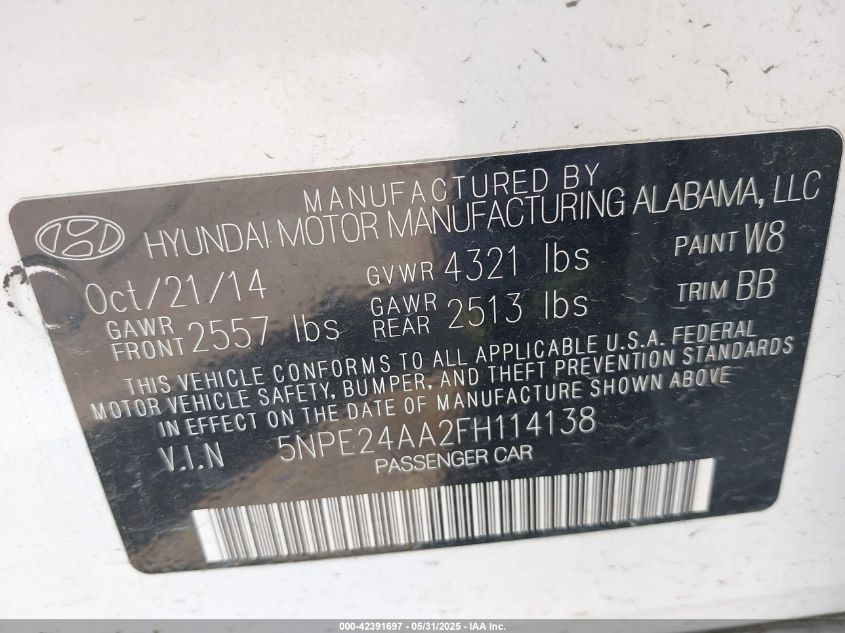 MANUFACTURED BY
HYUNDAI MOTOR MANUFACTURING ALABAMA, LLC
Oct/21/14 GVWR 4321 lbs PAINT W8
GAWR FRONT 2557 lbs GAWR REAR 2513 lbs TRIM BB
THIS VEHICLE CONFORMS TO ALL APPLICABLE U.S.A. FEDERAL
MOTOR VEHICLE SAFETY, BUMPER, AND THEFT PREVENTION STANDARDS
IN EFFECT ON THE DATE OF MANUFACTURE SHOWN ABOVE
V.I.N 5NPE24AA2FH114138
PASSENGER CAR
000-42391697 - 05/31/2025 - IAA Inc.